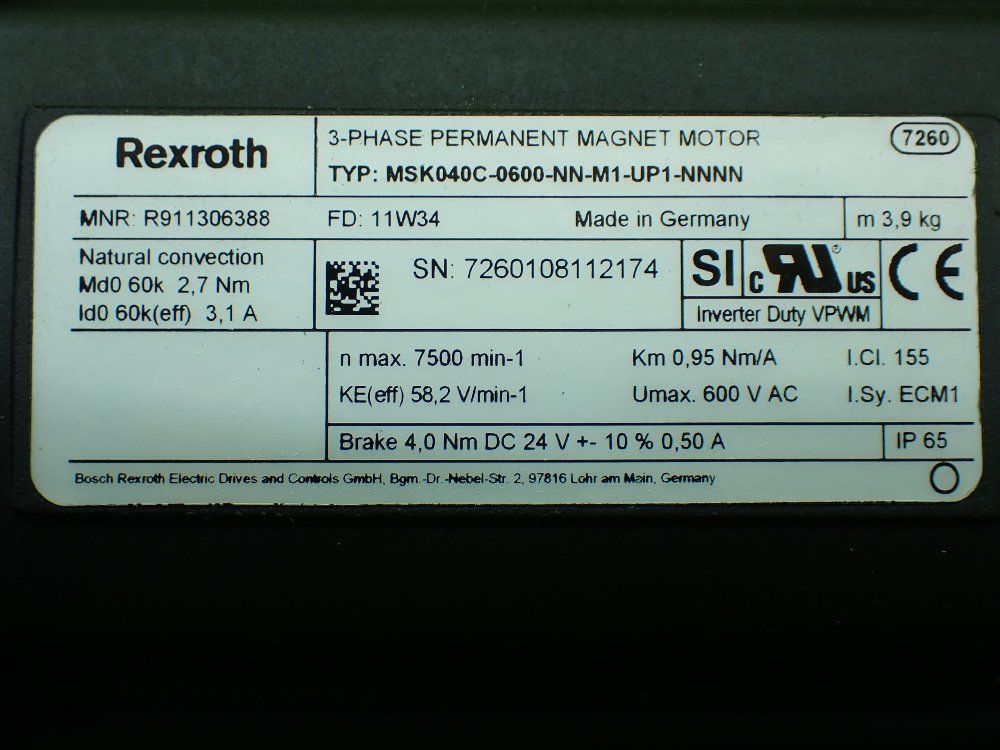 Rexroth
3-PHASE PERMANENT MAGNET MOTOR
7260
TYP: MSK040C-0600-NN-M1-UP1-NNNN
MNR: R911306388
FD: 11W34
Made in Germany
m 3,9 kg
Natural convection
Md0 60k 2,7 Nm
Id0 60k(eff) 3,1 A
SN: 7260108112174
SI
c RU® US
CE
Inverter Duty VPWM
n max. 7500 min-1
Km 0,95 Nm/A
I.Cl. 155
KE(eff) 58,2 V/min-1
Umax. 600 V AC
I.Sy. ECM1
Brake 4,0 Nm DC 24 V +- 10 % 0,50 A
IP 65
Bosch Rexroth Electric Drives and Controls GmbH, Bgm.-Dr.-Nebel-Str. 2, 97816 Lohr am Main, Germany